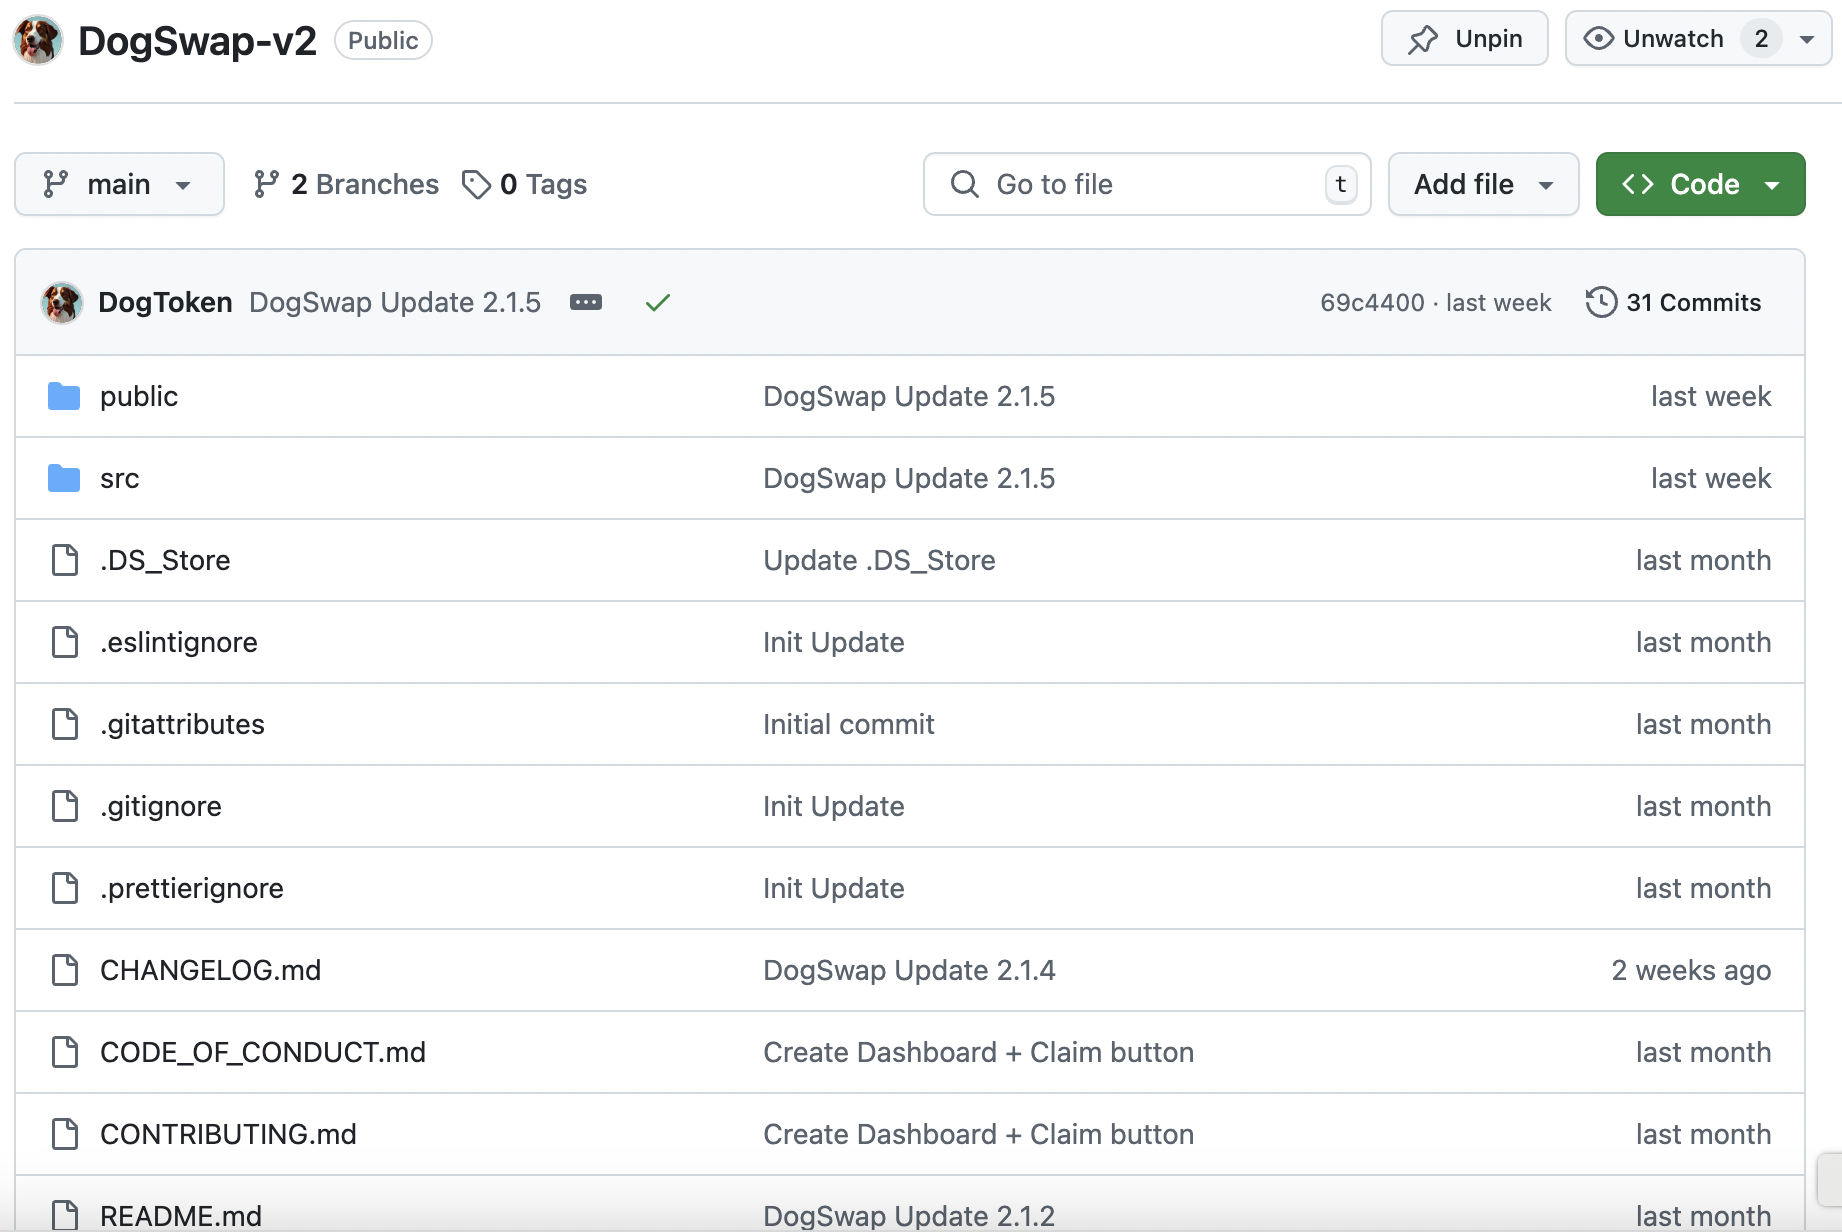 DogSwap-v2 Public Unpin Unwatch 2
main 2 Branches 0 Tags Go to file t Add file Code
DogToken DogSwap Update 2.1.5 69c4400 · last week 31 Commits
public DogSwap Update 2.1.5 last week
src DogSwap Update 2.1.5 last week
.DS_Store Update .DS_Store last month
.eslintignore Init Update last month
.gitattributes Initial commit last month
.gitignore Init Update last month
.prettierignore Init Update last month
CHANGELOG.md DogSwap Update 2.1.4 2 weeks ago
CODE_OF_CONDUCT.md Create Dashboard + Claim button last month
CONTRIBUTING.md Create Dashboard + Claim button last month
README.md DogSwap Update 2.1.2 last month